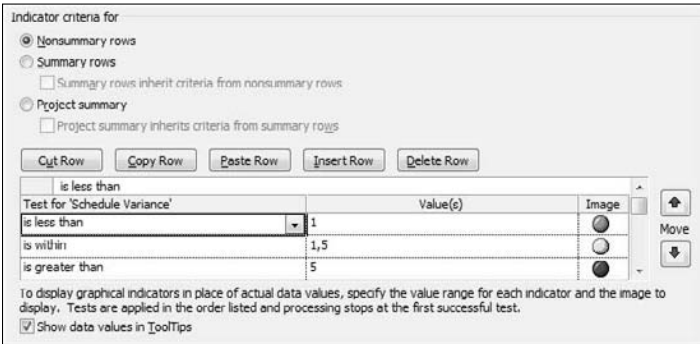 Indicator criteria for
Nonsummary rows
Summary rows
Summary rows inherit criteria from nonsummary rows
Project summary
Project summary inherits criteria from summary rows
Cut Row Copy Row Paste Row Insert Row Delete Row
is less than
Test for 'Schedule Variance' Value(s) Image
is less than 1
Move
is within 1,5
is greater than 5
To display graphical indicators in place of actual data values, specify the value range for each indicator and the image to
display. Tests are applied in the order listed and processing stops at the first successful test.
Show data values in ToolTips